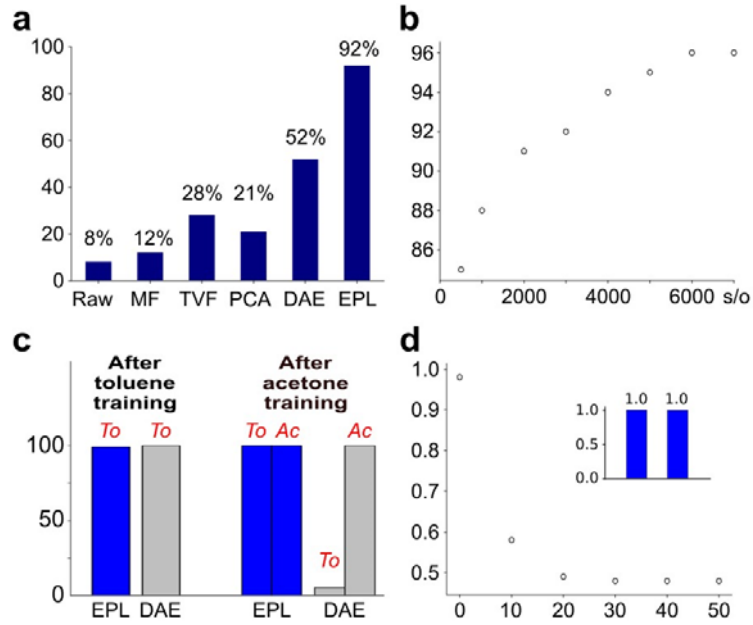 a
100
80
60
40
20
0
8%
12%
28%
21%
52%
92%
Raw MF TVF PCA DAE EPL
b
96
94
92
90
88
86
0 2000 4000 6000 s/o
c
After
toluene
training
After
acetone
training
To To To Ac To Ac
100
50
0
EPL DAE EPL DAE
d
1.0
0.9
0.8
0.7
0.6
0.5
0 10 20 30 40 50
1.0 1.0
1.0
0.5
0.0